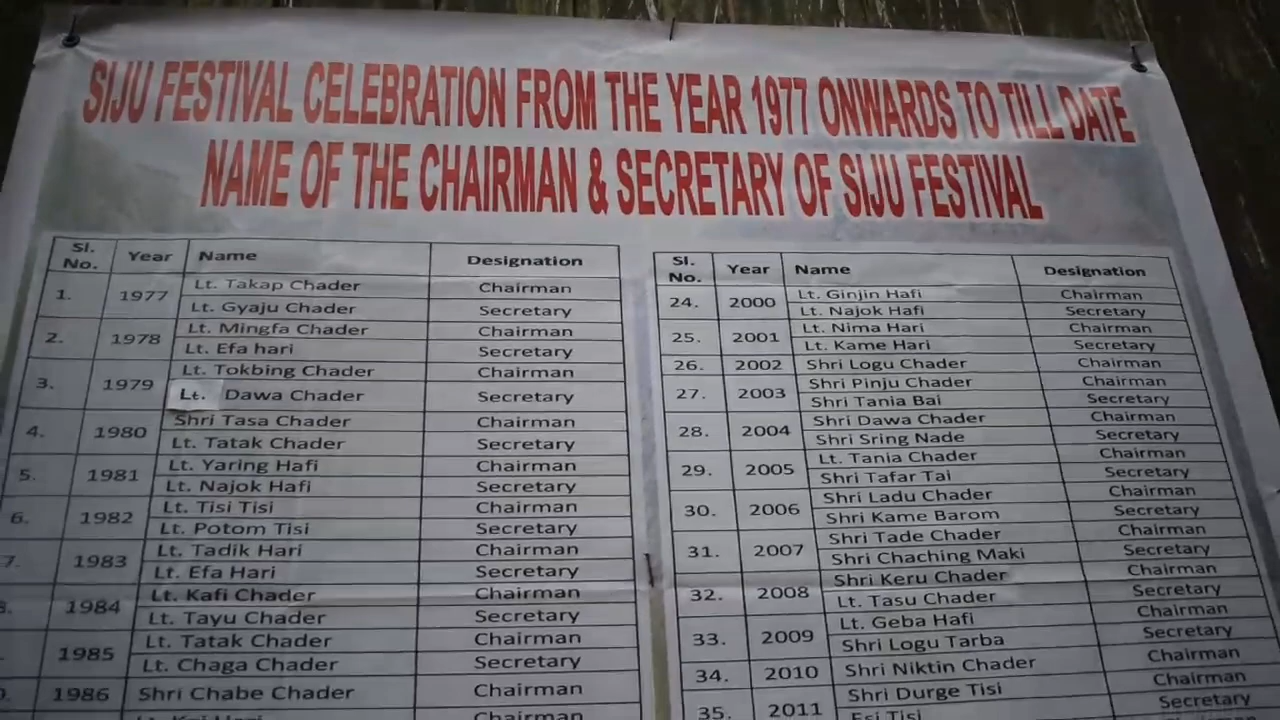 SIJU FESTIVAL CELEBRATION FROM THE YEAR 1977 ONWARDS TO TILL DATE
NAME OF THE CHAIRMAN & SECRETARY OF SIJU FESTIVAL
Sl. No. Year Name Designation
1. 1977 Lt. Takap Chader Chairman
Lt. Gyaju Chader Secretary
2. 1978 Lt. Mingfa Chader Chairman
Lt. Efa hari Secretary
3. 1979 Lt. Tokbing Chader Chairman
Lt. Dawa Chader Secretary
4. 1980 Shri Tasa Chader Chairman
Lt. Tatak Chader Secretary
5. 1981 Lt. Yaring Hafi Chairman
Lt. Najok Hafi Secretary
6. 1982 Lt. Tisi Tisi Chairman
Lt. Potom Tisi Secretary
7. 1983 Lt. Tadik Hari Chairman
Lt. Efa Hari Secretary
1984 Lt. Kafi Chader Chairman
Lt. Tayu Chader Secretary
1985 Lt. Tatak Chader Chairman
Lt. Chaga Chader Secretary
1986 Shri Chabe Chader Chairman
Chairman
Sl. No. Year Name Designation
24. 2000 Lt. Ginjin Hafi Chairman
Lt. Najok Hafi Secretary
25. 2001 Lt. Nima Hari Chairman
Lt. Kame Hari Secretary
26. 2002 Shri Logu Chader Chairman
27. 2003 Shri Pinju Chader Chairman
Shri Tania Bai Secretary
28. 2004 Shri Dawa Chader Chairman
Shri Sring Nade Secretary
29. 2005 Lt. Tania Chader Chairman
Shri Tafar Tai Secretary
30. 2006 Shri Ladu Chader Chairman
Shri Kame Barom Secretary
31. 2007 Shri Tade Chader Chairman
Shri Chaching Maki Secretary
32. 2008 Shri Keru Chader Chairman
Lt. Tasu Chader Secretary
33. 2009 Lt. Geba Hafi Chairman
Shri Logu Tarba Secretary
34. 2010 Shri Niktin Chader Chairman
35. 2011 Shri Durge Tisi Chairman
Esi Tisi Secretary